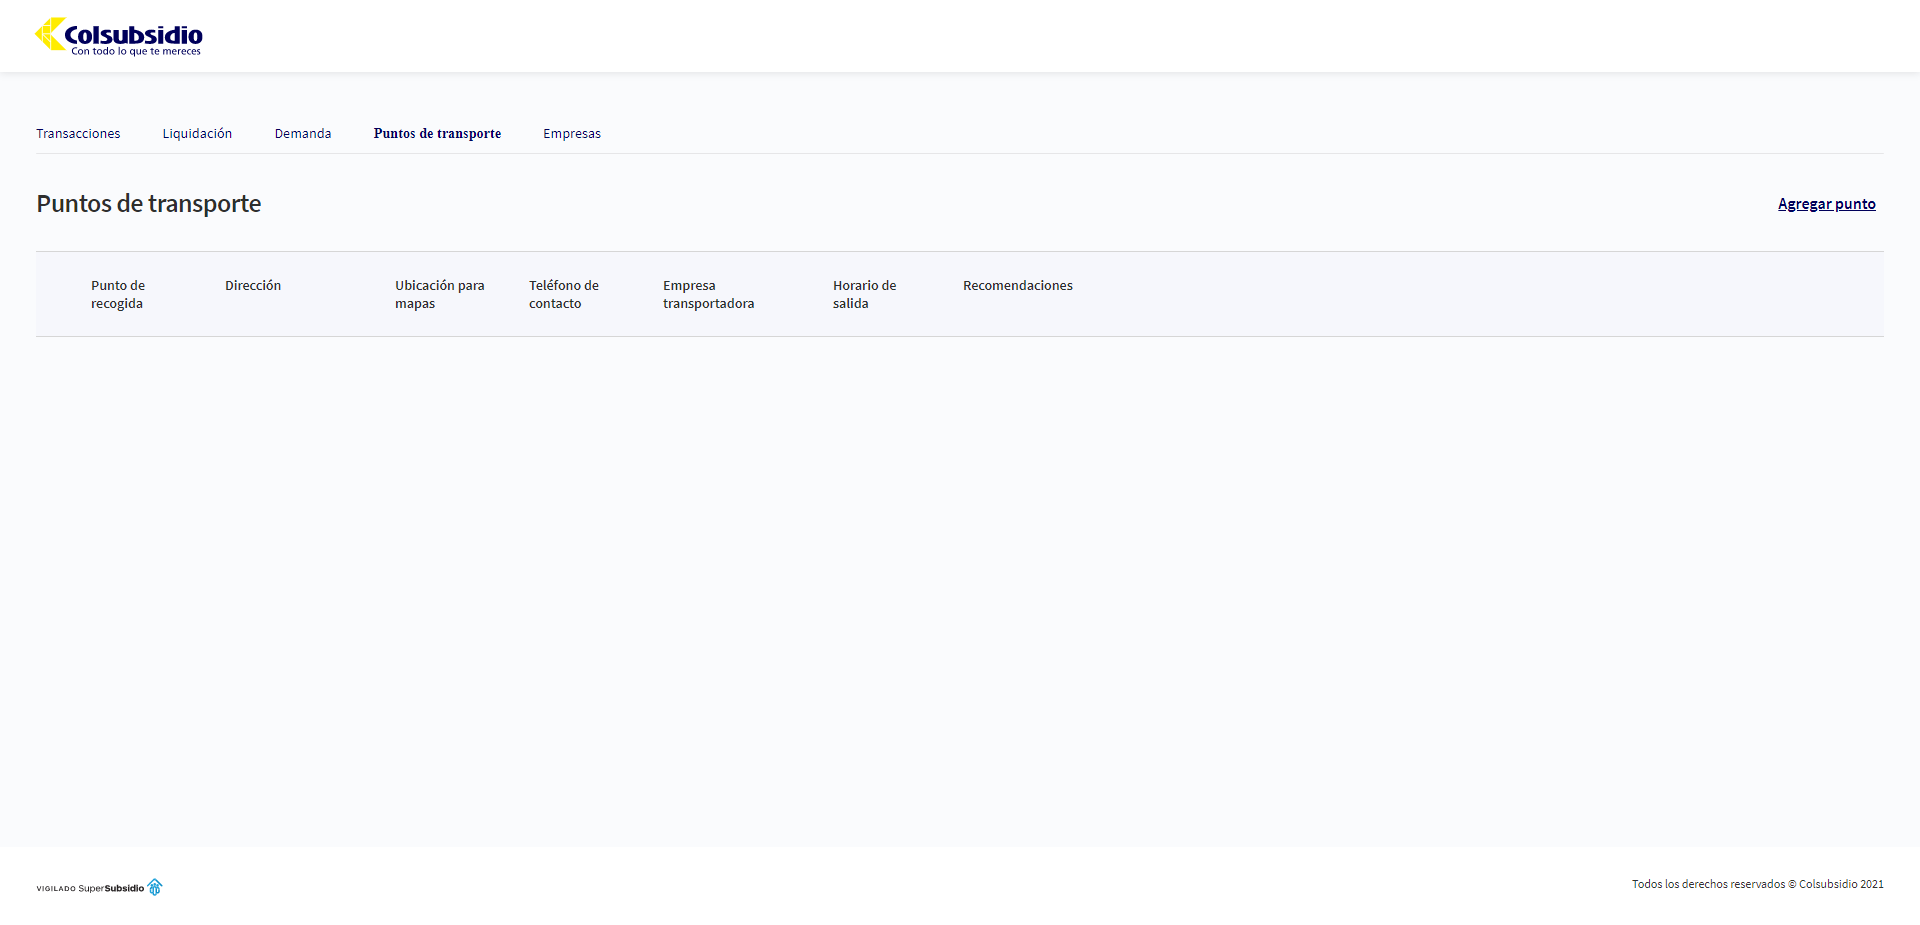 Colsubsidio
Con todo lo que te mereces
Transacciones Liquidación Demanda Puntos de transporte Empresas
Puntos de transporte
Agregar punto
Punto de recogida
Dirección
Ubicación para mapas
Teléfono de contacto
Empresa transportadora
Horario de salida
Recomendaciones
VIGILADO SuperSubsidio
Todos los derechos reservados © Colsubsidio 2021